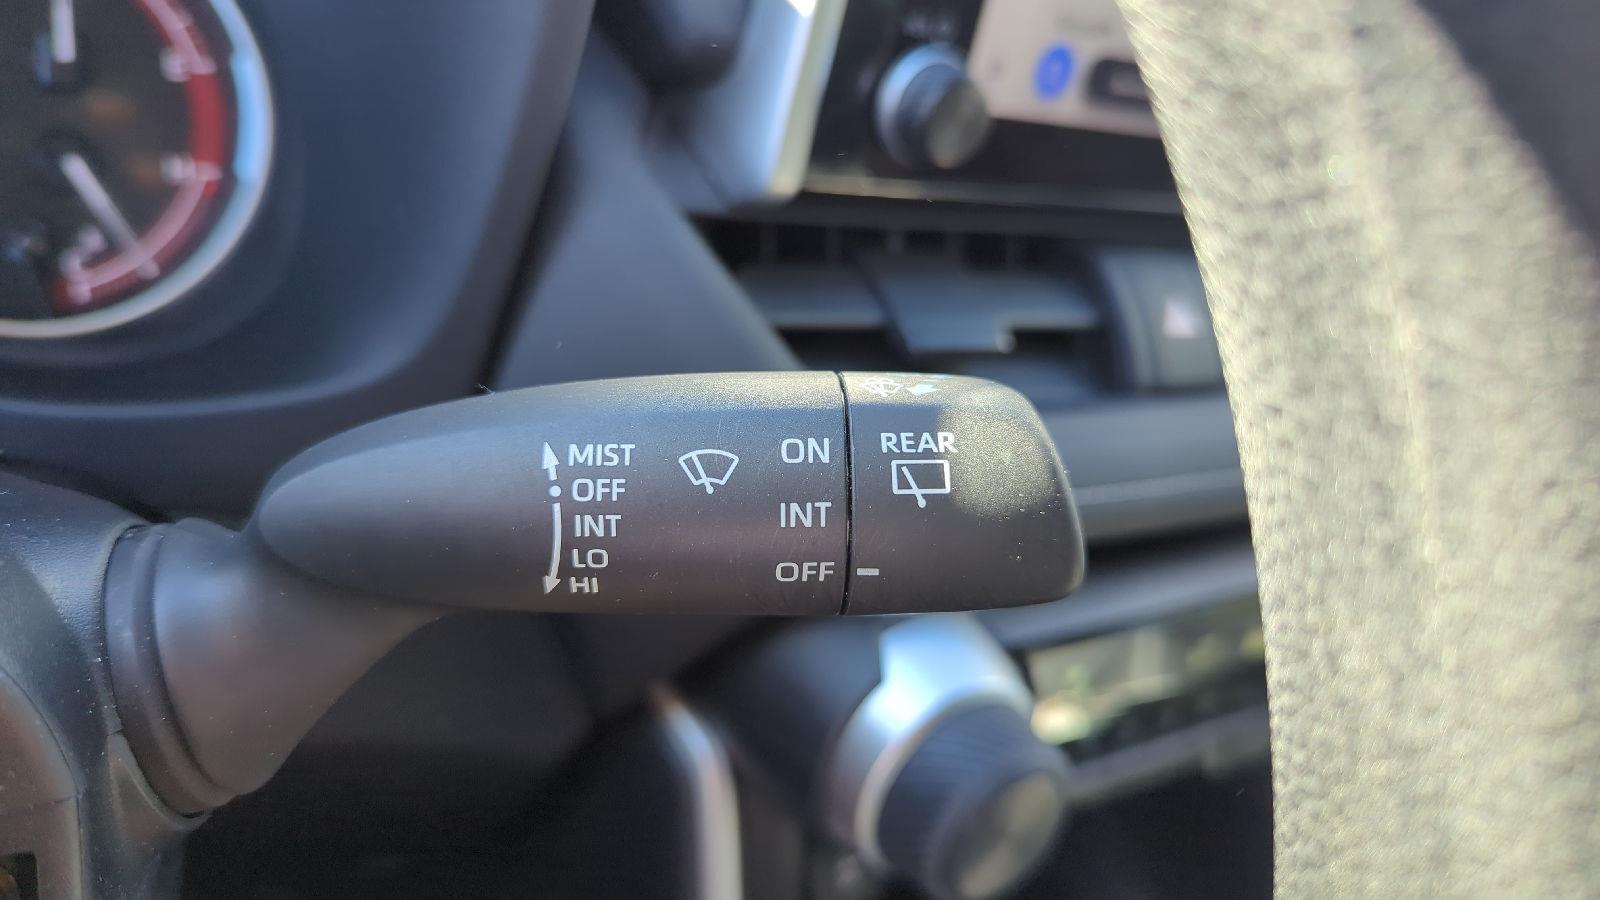 MIST
OFF
INT
LO
HI
ON
INT
OFF
REAR